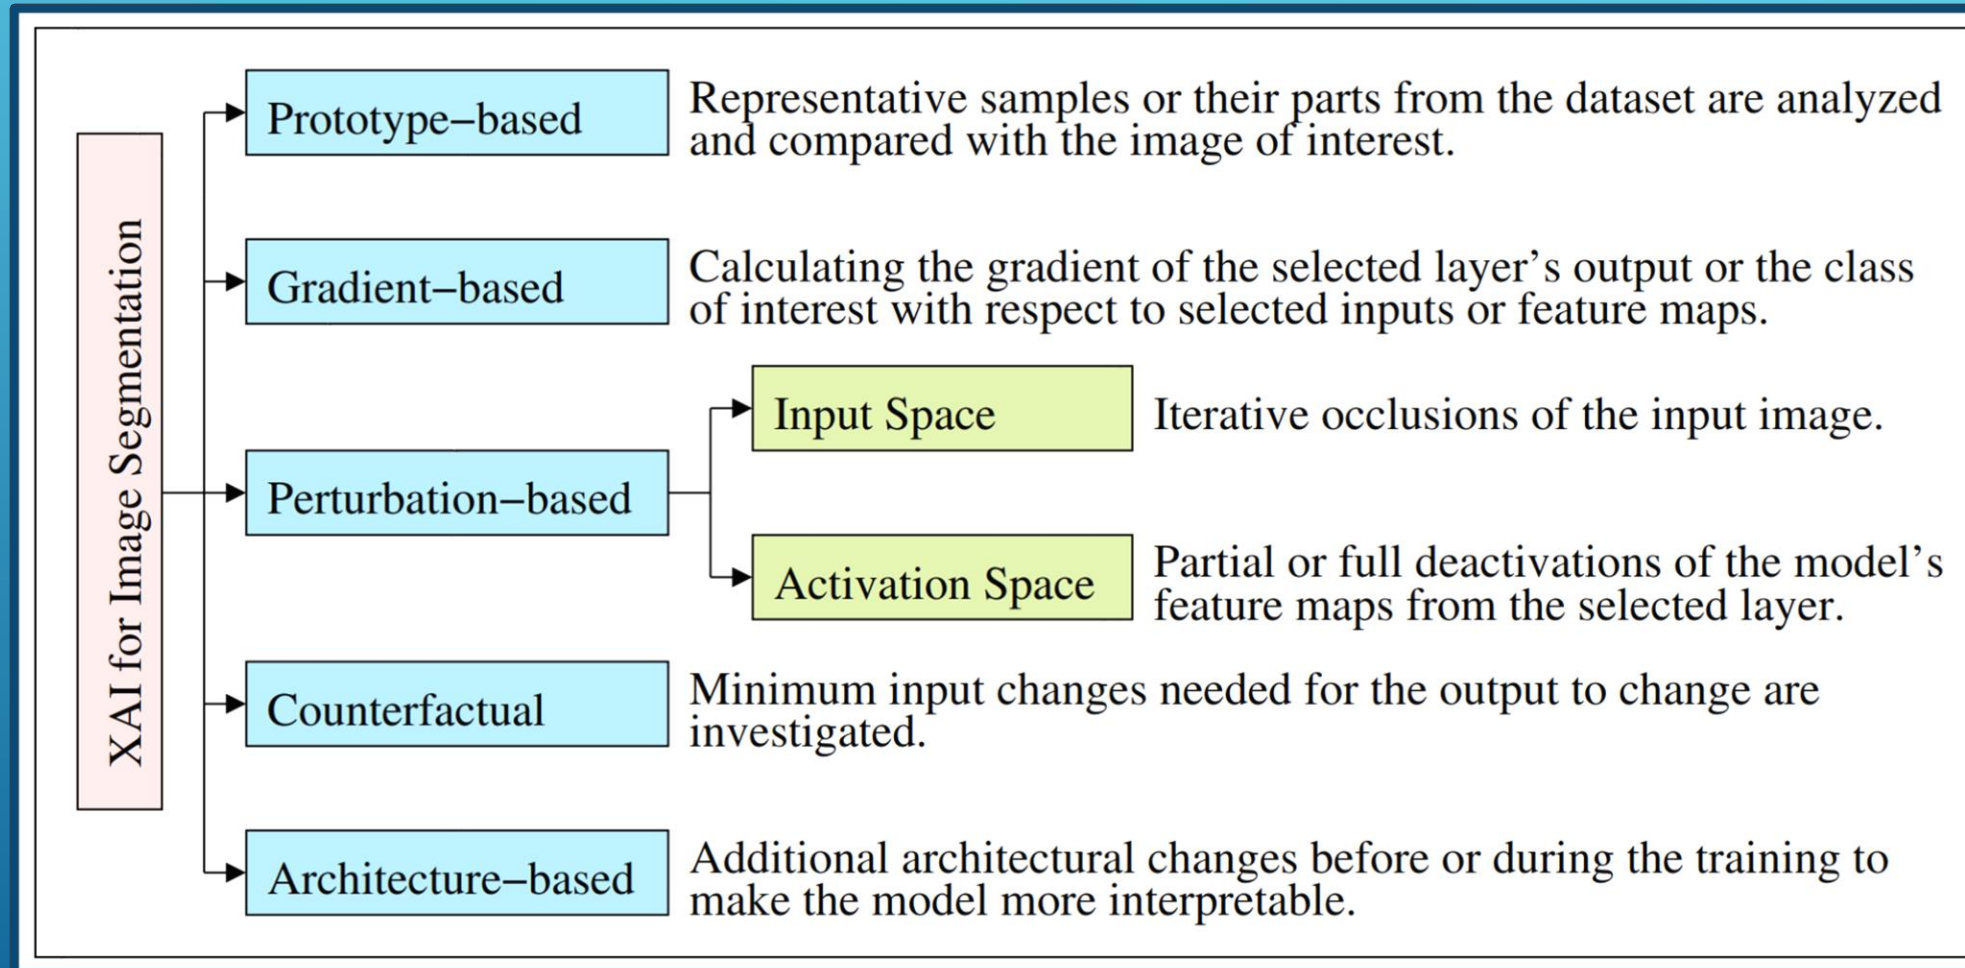 XAI for Image Segmentation
Prototype–based
Representative samples or their parts from the dataset are analyzed
and compared with the image of interest.
Gradient–based
Calculating the gradient of the selected layer’s output or the class
of interest with respect to selected inputs or feature maps.
Perturbation–based
Input Space
Iterative occlusions of the input image.
Activation Space
Partial or full deactivations of the model’s
feature maps from the selected layer.
Counterfactual
Minimum input changes needed for the output to change are
investigated.
Architecture–based
Additional architectural changes before or during the training to
make the model more interpretable.